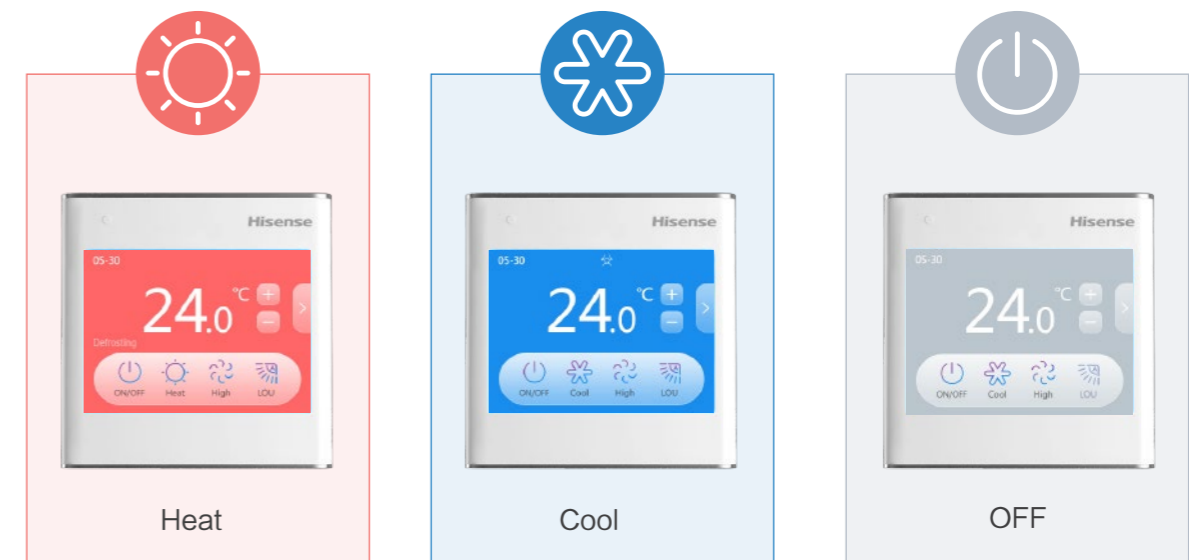 Hisense
05-30
24.0 °C
Defrosting
ON/OFF Heat High LOU
Heat
Hisense
05-30
24.0 °C
ON/OFF Cool High LOU
Cool
Hisense
05-30
24.0 °C
ON/OFF Cool High LOU
OFF